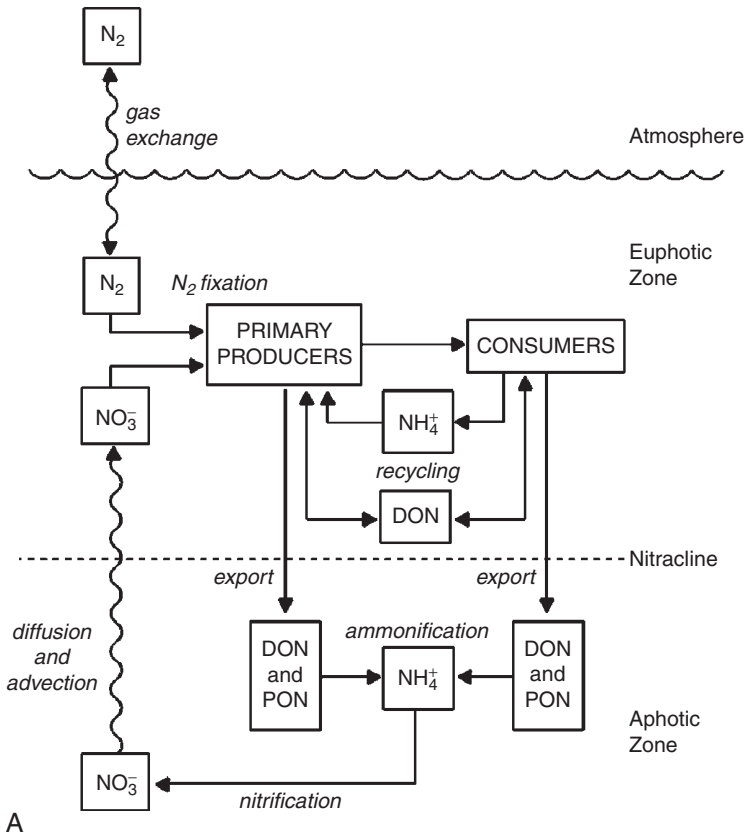 N₂
gas
exchange
Atmosphere
Euphotic
Zone
N₂
N₂ fixation
PRIMARY
PRODUCERS
CONSUMERS
NO₃⁻
NH₄⁺
recycling
DON
Nitracline
export
export
diffusion
and
advection
DON
and
PON
ammonification
NH₄⁺
DON
and
PON
Aphotic
Zone
NO₃⁻
nitrification
A